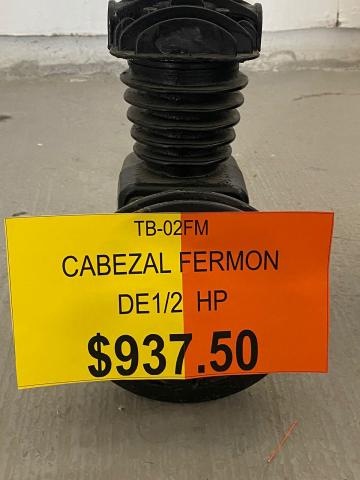 TB-02FM
CABEZAL FERMON
DE1/2 HP
$937.50